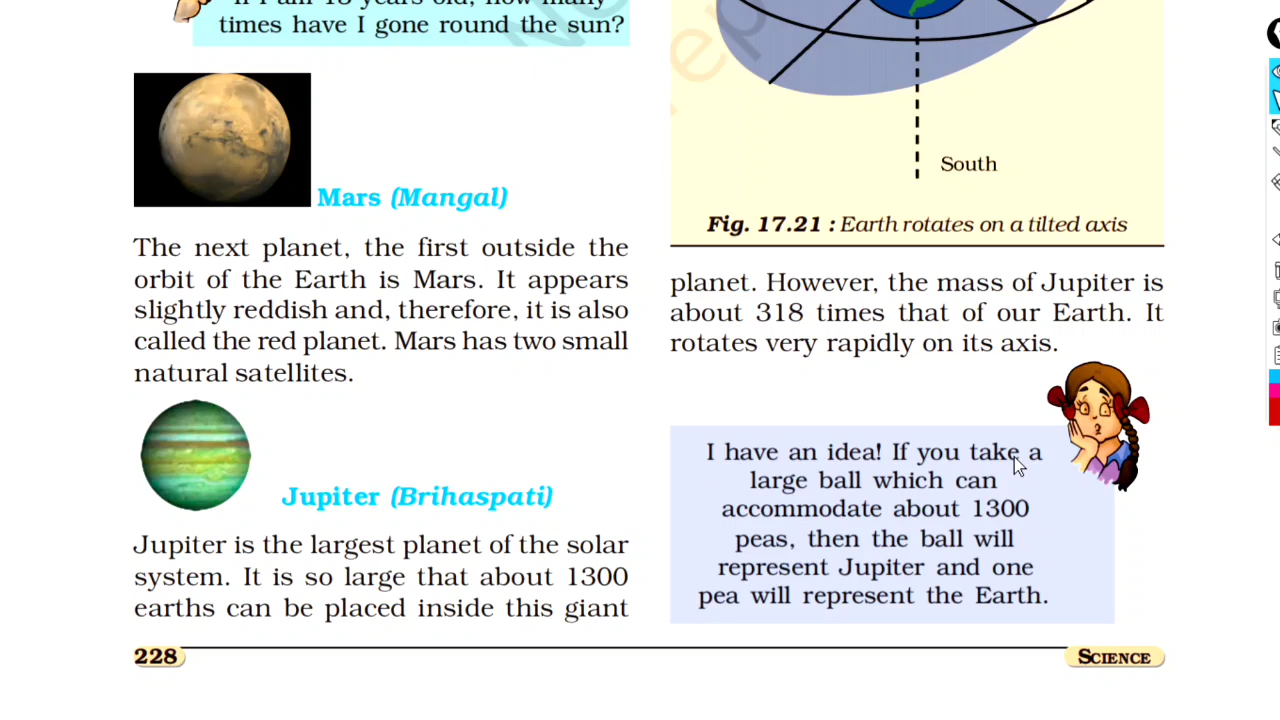 times have I gone round the sun?
Mars (Mangal)
The next planet, the first outside the
orbit of the Earth is Mars. It appears
slightly reddish and, therefore, it is also
called the red planet. Mars has two small
natural satellites.
Jupiter (Brihaspati)
Jupiter is the largest planet of the solar
system. It is so large that about 1300
earths can be placed inside this giant
South
Fig. 17.21 : Earth rotates on a tilted axis
planet. However, the mass of Jupiter is
about 318 times that of our Earth. It
rotates very rapidly on its axis.
I have an idea! If you take a
large ball which can
accommodate about 1300
peas, then the ball will
represent Jupiter and one
pea will represent the Earth.
228
SCIENCE